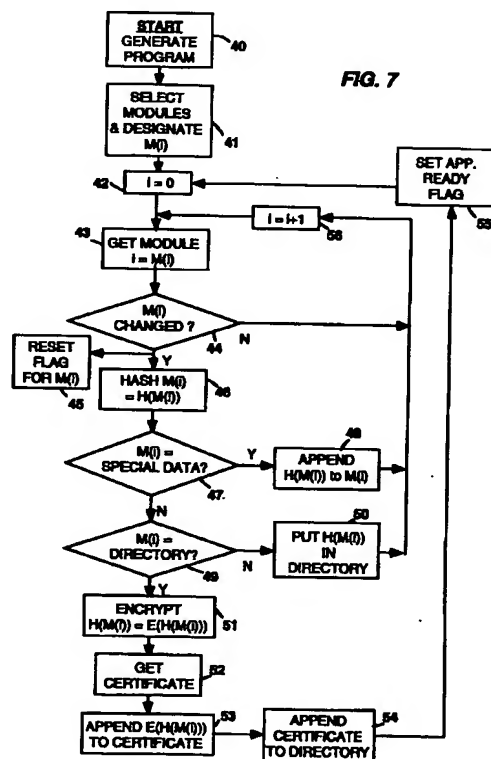 START
GENERATE
PROGRAM
40
FIG. 7
SELECT
MODULES
& DESIGNATE
M(i)
41
SET APP.
READY
FLAG
55
42
i = 0
i = i+1
56
43
GET MODULE
i = M(i)
M(i)
CHANGED ?
44
N
Y
RESET
FLAG
FOR M(i)
45
HASH M(i)
= H(M(i))
46
M(i) =
SPECIAL DATA?
47
Y
48
APPEND
H(M(i)) to M(i)
N
M(i) =
DIRECTORY?
49
N
50
PUT H(M(i))
IN
DIRECTORY
Y
ENCRYPT
H(M(i)) = E(H(M(i)))
51
GET
CERTIFICATE
52
APPEND E(H(M(i)))
TO CERTIFICATE
53
APPEND
CERTIFICATE
TO DIRECTORY
54